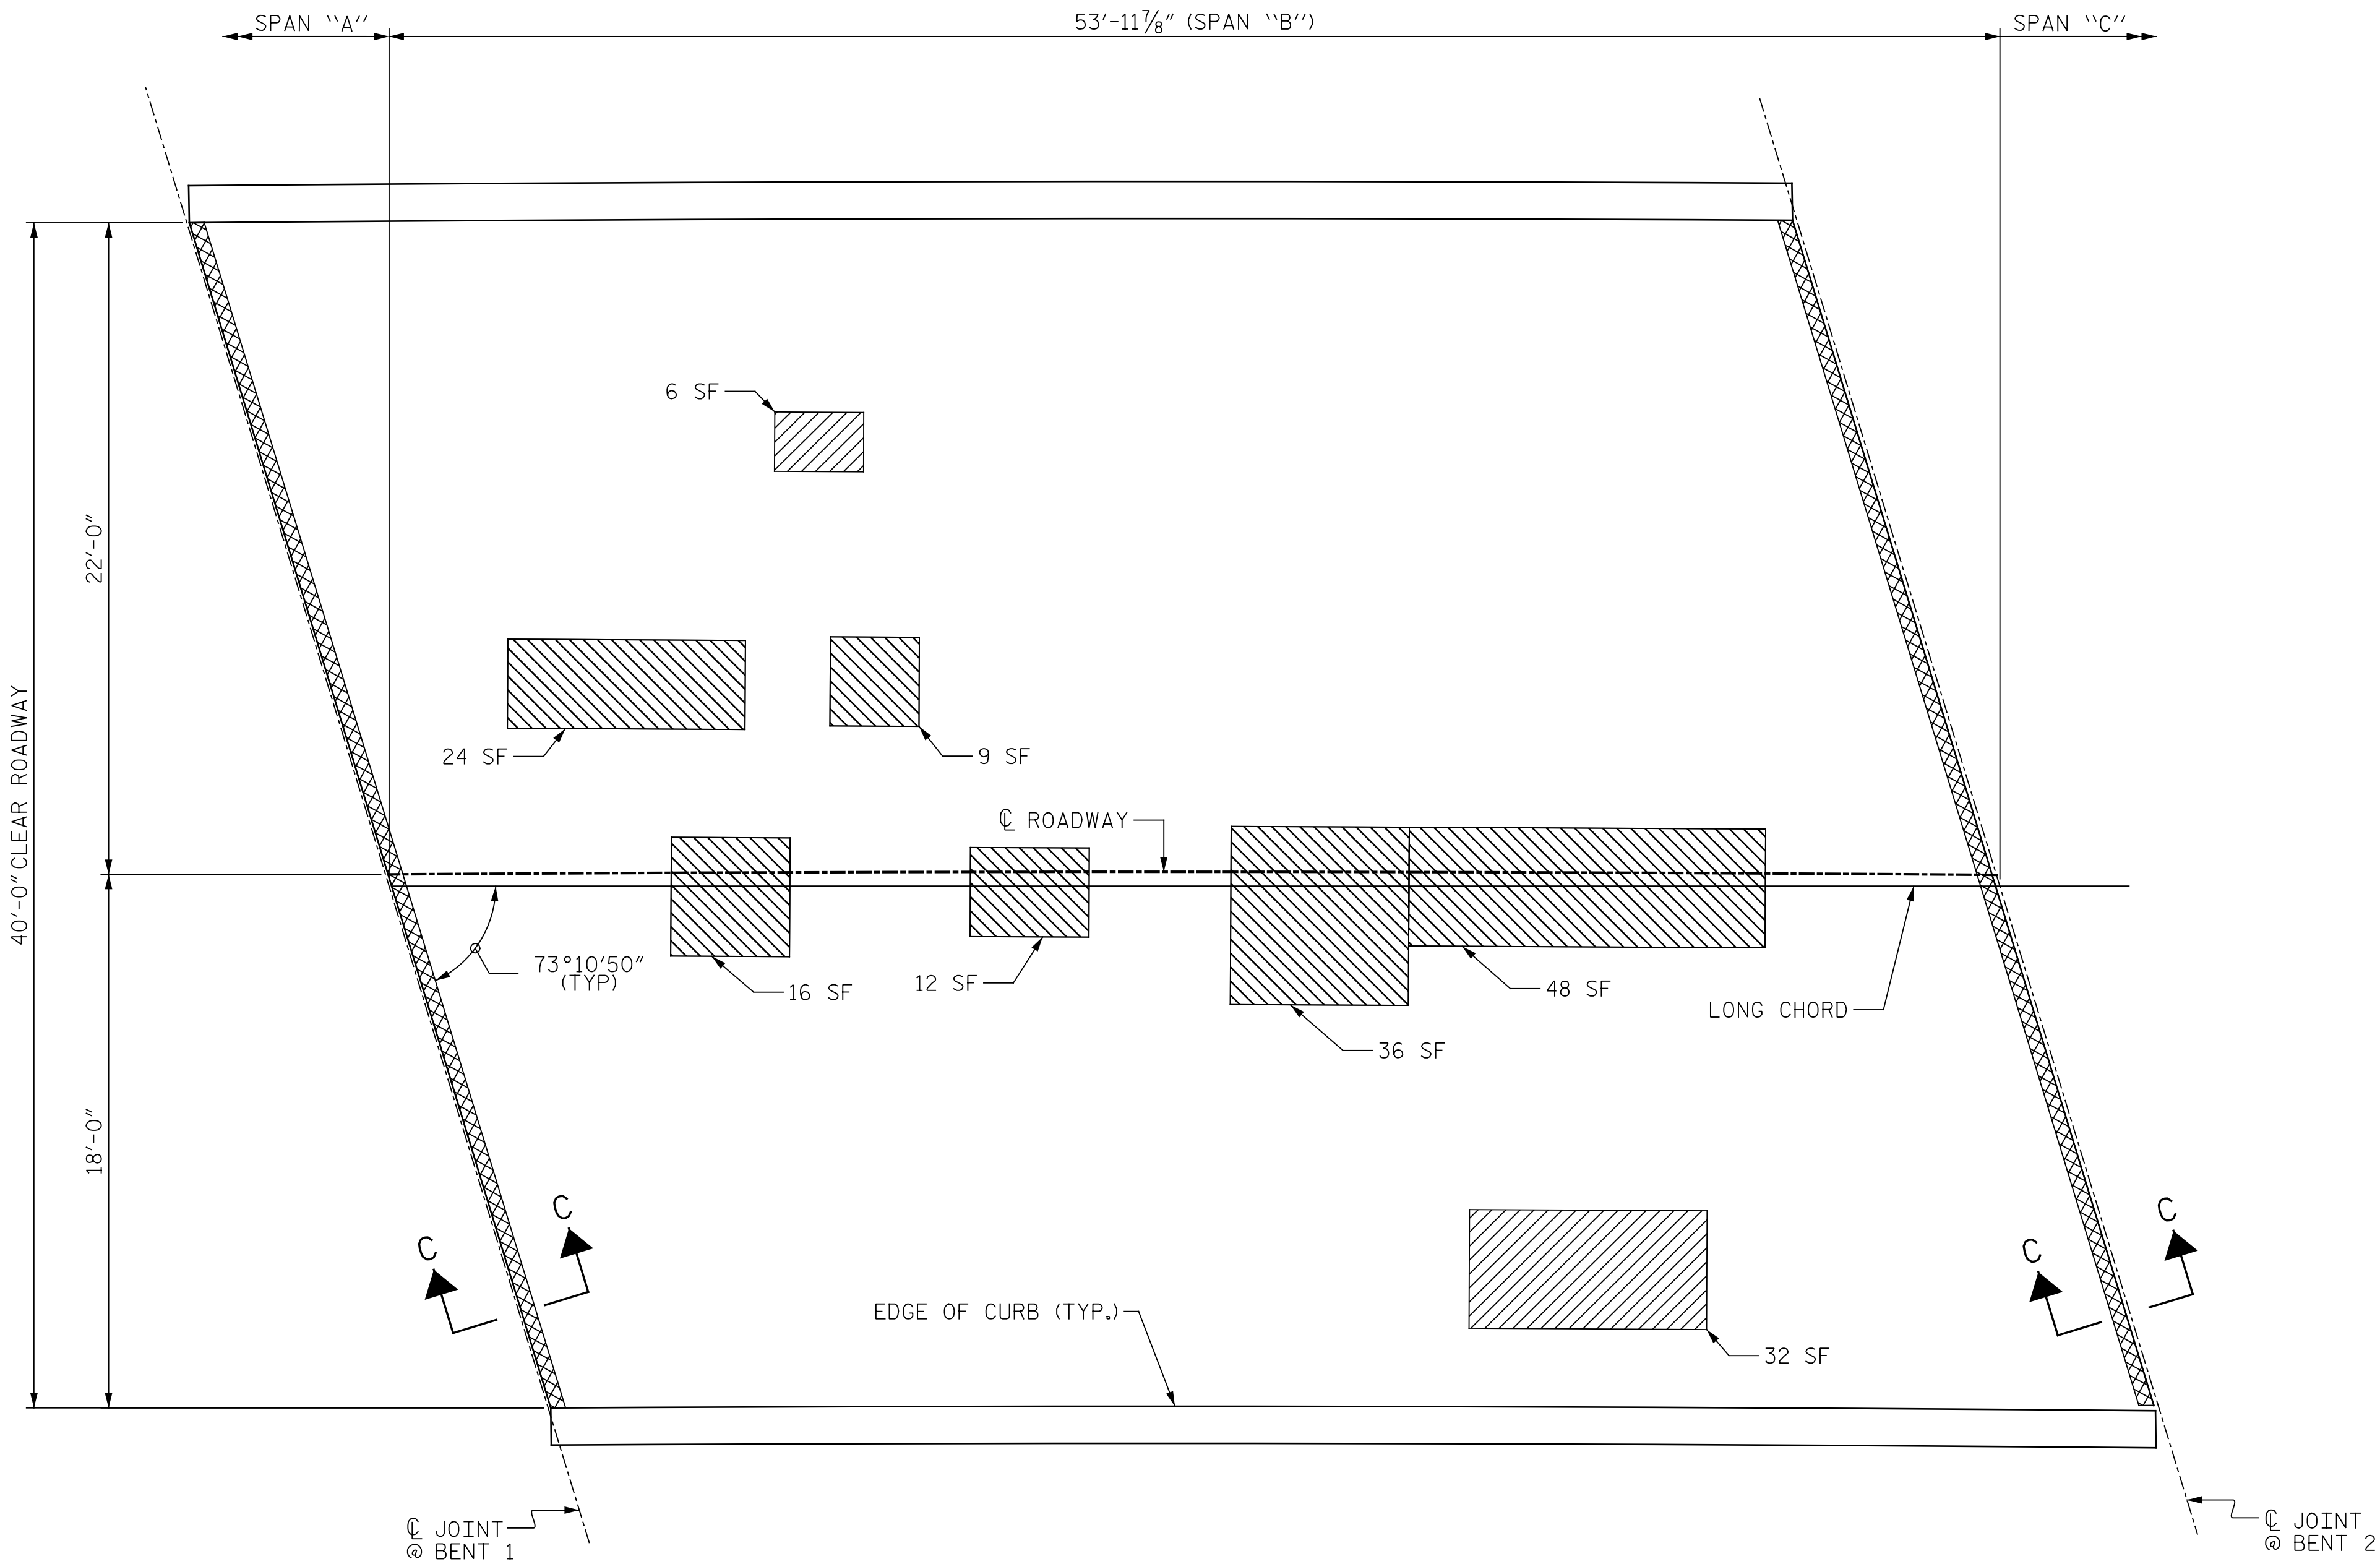 SPAN ‵‵A′′
53′-11⅞″ (SPAN ‵‵B′′)
SPAN ‵‵C′′
6 SF
22′-0″
24 SF
9 SF
40′-0″ CLEAR ROADWAY
℄ ROADWAY
73°10′50″
(TYP)
16 SF
12 SF
48 SF
LONG CHORD
36 SF
18′-0″
C
C
C
C
EDGE OF CURB (TYP.)
32 SF
℄ JOINT
@ BENT 1
℄ JOINT
@ BENT 2